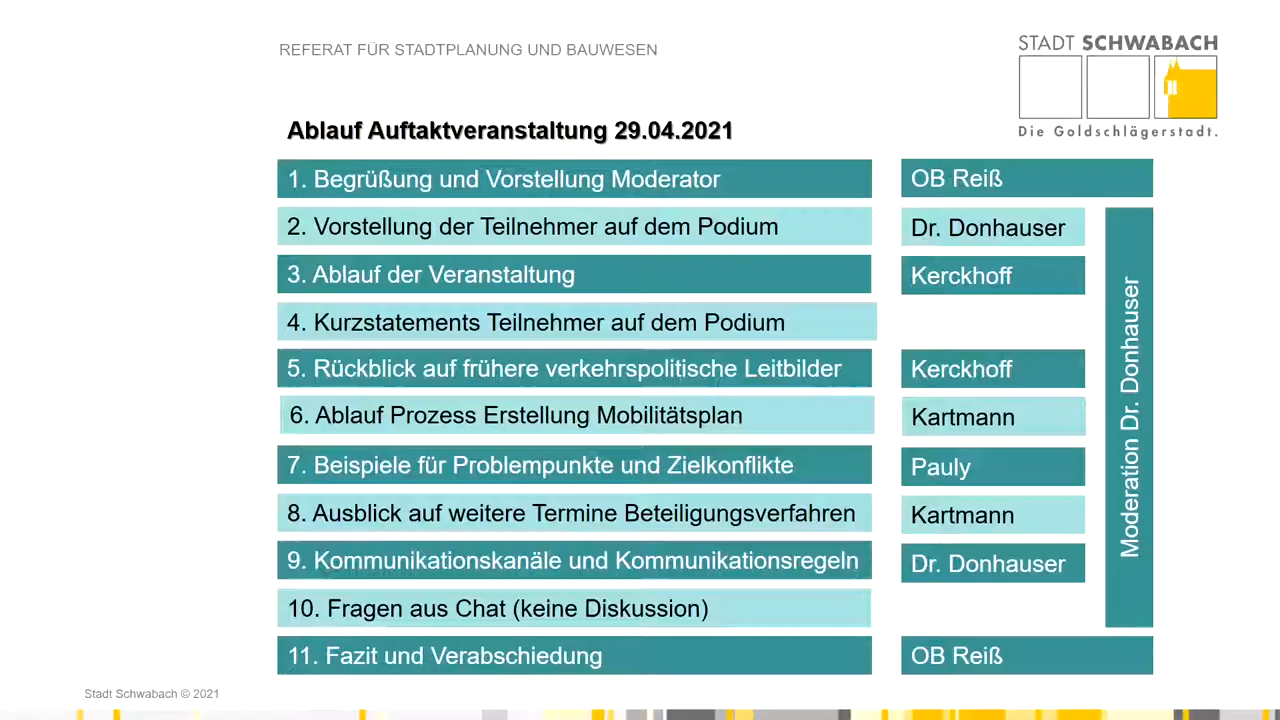 REFERAT FÜR STADTPLANUNG UND BAUWESEN
STADT SCHWABACH
Die Goldschlägerstadt.
Ablauf Auftaktveranstaltung 29.04.2021
1. Begrüßung und Vorstellung Moderator
OB Reiß
2. Vorstellung der Teilnehmer auf dem Podium
Dr. Donhauser
3. Ablauf der Veranstaltung
Kerckhoff
4. Kurzstatements Teilnehmer auf dem Podium
5. Rückblick auf frühere verkehrspolitische Leitbilder
Kerckhoff
6. Ablauf Prozess Erstellung Mobilitätsplan
Kartmann
7. Beispiele für Problempunkte und Zielkonflikte
Pauly
8. Ausblick auf weitere Termine Beteiligungsverfahren
Kartmann
9. Kommunikationskanäle und Kommunikationsregeln
Dr. Donhauser
10. Fragen aus Chat (keine Diskussion)
Moderation Dr. Donhauser
11. Fazit und Verabschiedung
OB Reiß
Stadt Schwabach © 2021